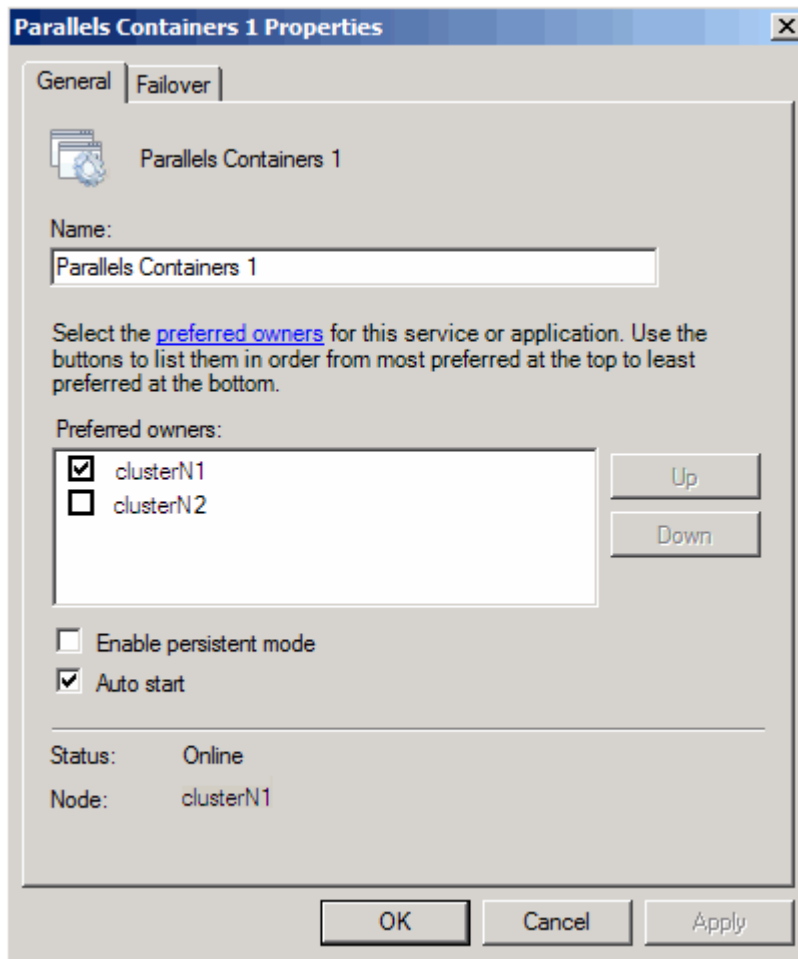 Parallels Containers 1 Properties
General Failover
Parallels Containers 1
Name:
Parallels Containers 1
Select the preferred owners for this service or application. Use the
buttons to list them in order from most preferred at the top to least
preferred at the bottom.
Preferred owners:
clusterN1
clusterN2
Up
Down
Enable persistent mode
Auto start
Status: Online
Node: clusterN1
OK Cancel Apply